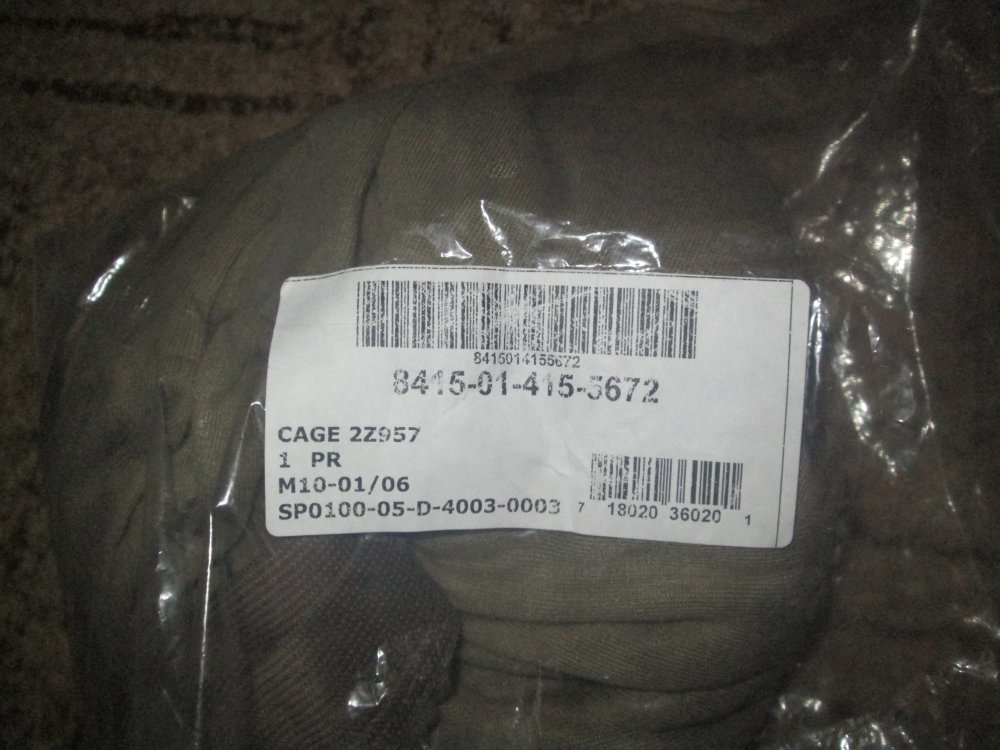 8415014155672
8415-01-415-5672
CAGE 2Z957
1 PR
M10-01/06
SP0100-05-D-4003-0003
7 18020 36020 1